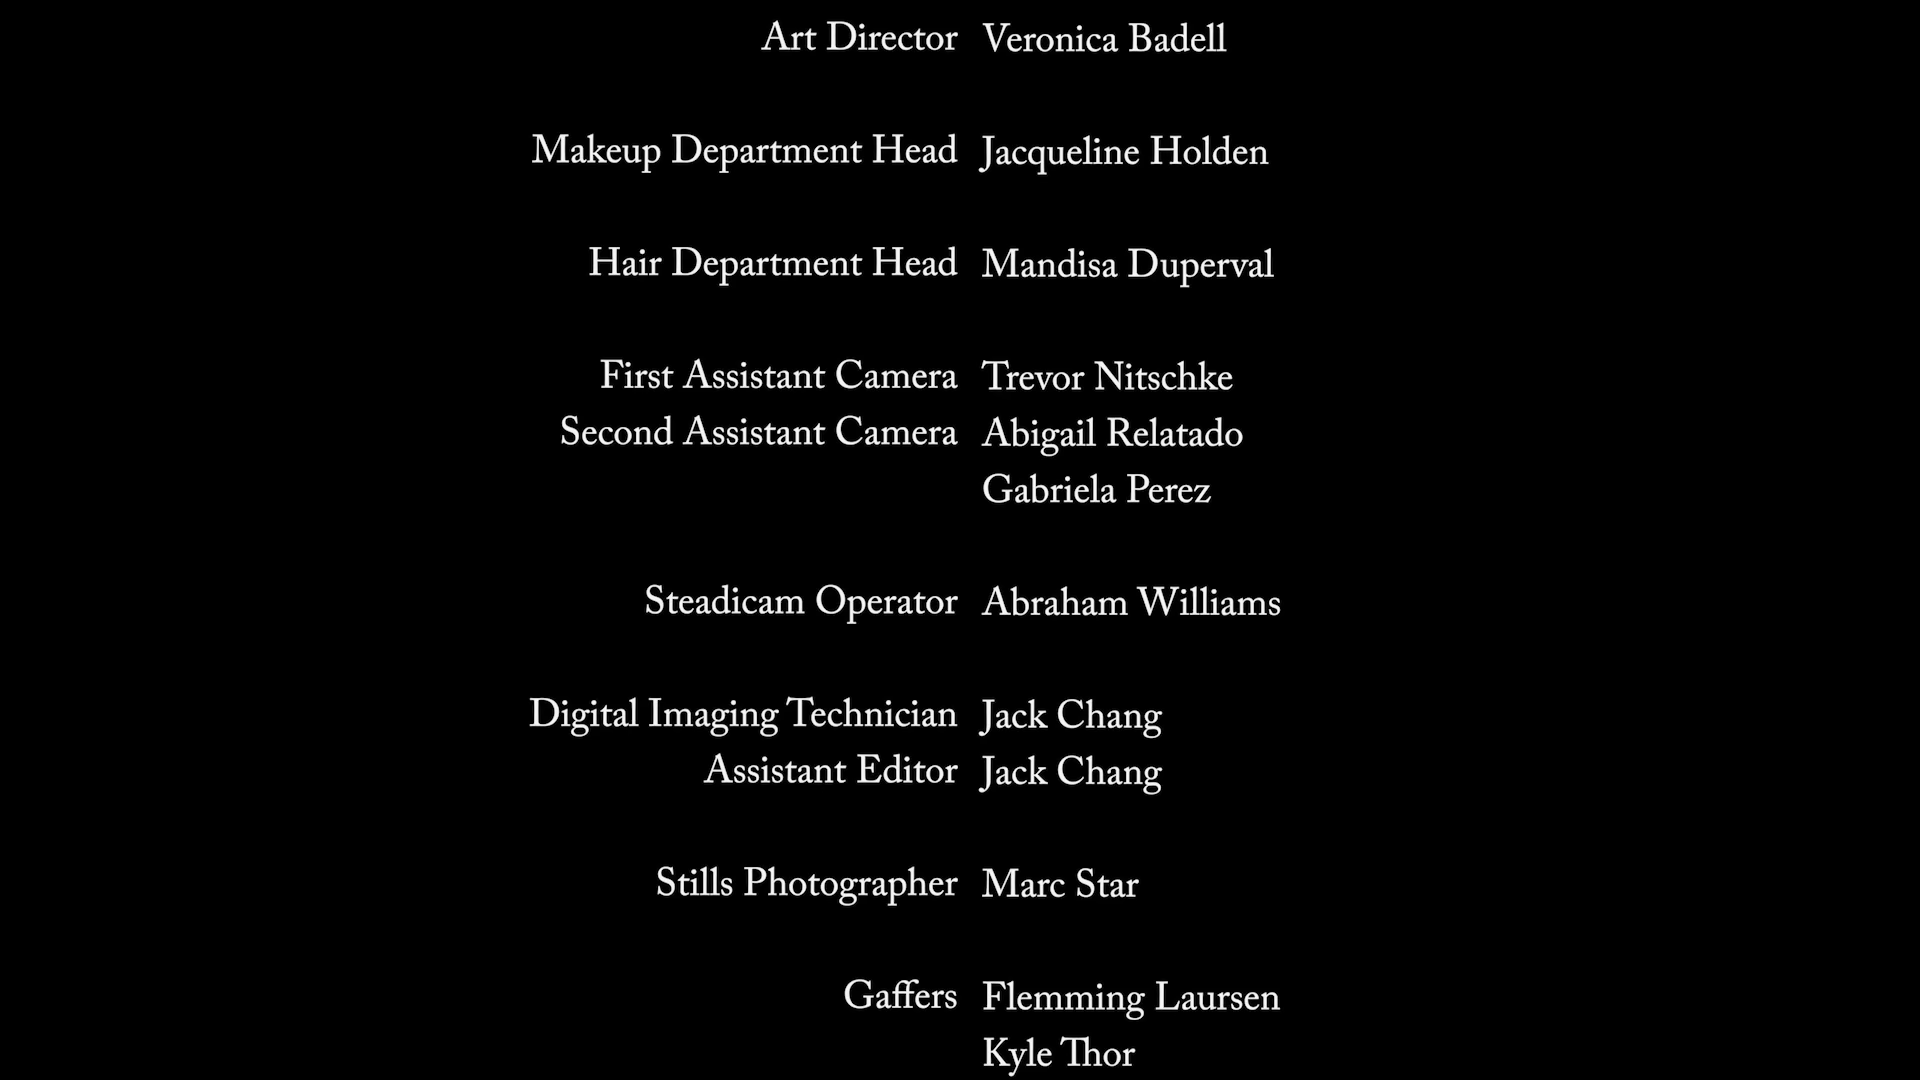 Art Director Veronica Badell
Makeup Department Head Jacqueline Holden
Hair Department Head Mandisa Duperval
First Assistant Camera Trevor Nitschke
Second Assistant Camera Abigail Relatado
Gabriela Perez
Steadicam Operator Abraham Williams
Digital Imaging Technician Jack Chang
Assistant Editor Jack Chang
Stills Photographer Marc Star
Gaffers Flemming Laursen
Kyle Thor